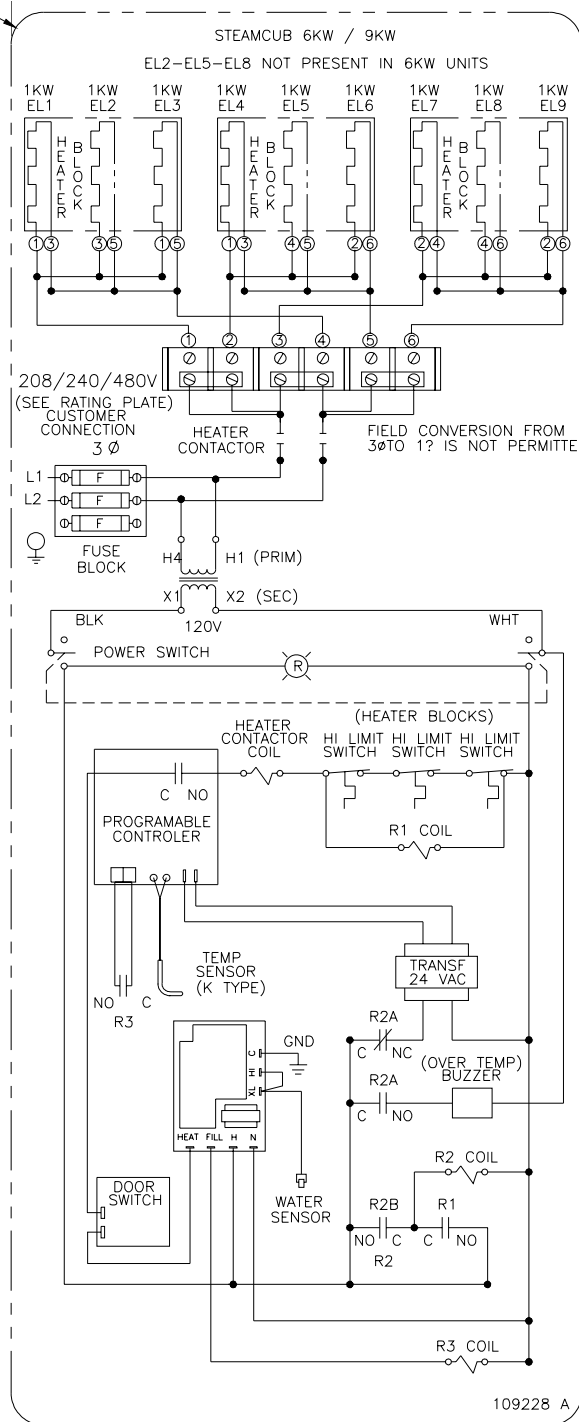 STEAMCUB 6KW / 9KW
EL2-EL5-EL8 NOT PRESENT IN 6KW UNITS
1KW 1KW 1KW 1KW 1KW 1KW 1KW 1KW 1KW
EL1 EL2 EL3 EL4 EL5 EL6 EL7 EL8 EL9
HEATER BLOCK HEATER BLOCK HEATER BLOCK
1 3 3 5 1 5 1 3 4 5 2 6 2 4 4 6 2 6
1 2 3 4 5 6
208/240/480V
(SEE RATING PLATE)
CUSTOMER
CONNECTION
3 Ø
HEATER
CONTACTOR
FIELD CONVERSION FROM
3ØTO 1? IS NOT PERMITTE
L1 F
L2 F
F
FUSE
BLOCK
H4 H1 (PRIM)
X1 X2 (SEC)
BLK 120V WHT
POWER SWITCH
R
(HEATER BLOCKS)
HEATER
CONTACTOR
COIL
HI LIMIT
SWITCH
HI LIMIT
SWITCH
HI LIMIT
SWITCH
C NO
PROGRAMABLE
CONTROLER
R1 COIL
TEMP
SENSOR
(K TYPE)
TRANSF
24 VAC
NO C
R3
R2A
C NC
GND
C
HI
XL
(OVER TEMP)
BUZZER
R2A
C NO
HEAT FILL H N
R2 COIL
DOOR
SWITCH
WATER
SENSOR
R2B R1
NO C C NO
R2
R3 COIL
109228 A